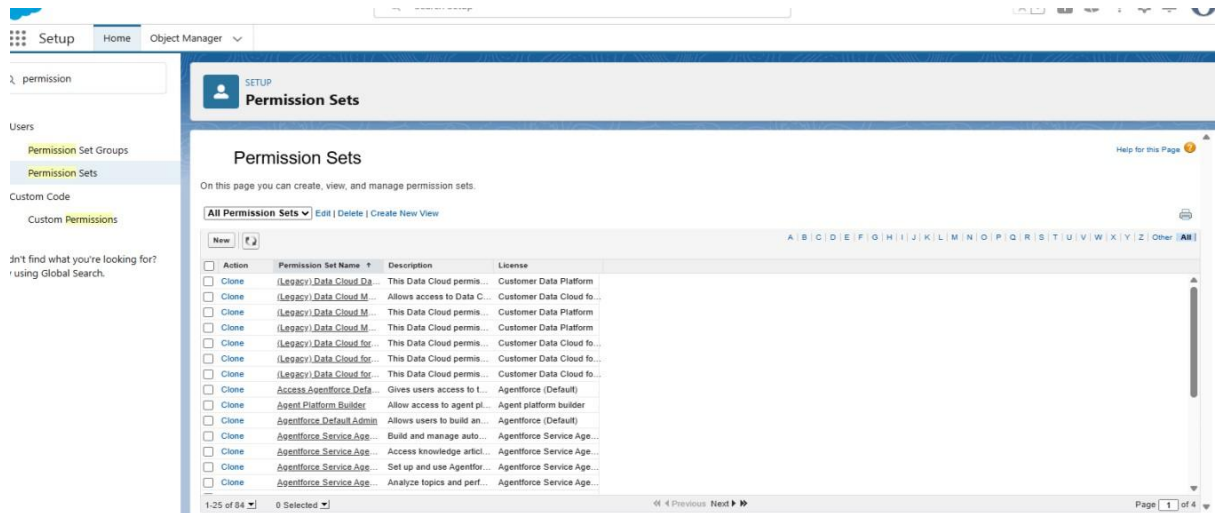 Search Setup
Setup Home Object Manager
permission
SETUP
Permission Sets
Users
Permission Set Groups
Permission Sets
Custom Code
Custom Permissions
dn't find what you're looking for?
using Global Search.
Permission Sets
Help for this Page
On this page you can create, view, and manage permission sets.
All Permission Sets Edit | Delete | Create New View
New A | B | C | D | E | F | G | H | I | J | K | L | M | N | O | P | Q | R | S | T | U | V | W | X | Y | Z | Other All
Action Permission Set Name ↑ Description License
Clone (Legacy) Data Cloud Da... This Data Cloud permis... Customer Data Platform
Clone (Legacy) Data Cloud M... Allows access to Data C... Customer Data Cloud fo...
Clone (Legacy) Data Cloud M... This Data Cloud permis... Customer Data Platform
Clone (Legacy) Data Cloud M... This Data Cloud permis... Customer Data Platform
Clone (Legacy) Data Cloud for... This Data Cloud permis... Customer Data Cloud fo...
Clone (Legacy) Data Cloud for... This Data Cloud permis... Customer Data Cloud fo...
Clone (Legacy) Data Cloud for... This Data Cloud permis... Customer Data Cloud fo...
Clone Access Agentforce Defa... Gives users access to t... Agentforce (Default)
Clone Agent Platform Builder Allow access to agent pl... Agent platform builder
Clone Agentforce Default Admin Allows users to build an... Agentforce (Default)
Clone Agentforce Service Age... Build and manage auto... Agentforce Service Age...
Clone Agentforce Service Age... Access knowledge articl... Agentforce Service Age...
Clone Agentforce Service Age... Set up and use Agentfor... Agentforce Service Age...
Clone Agentforce Service Age... Analyze topics and perf... Agentforce Service Age...
1-25 of 84 0 Selected Previous Next Page 1 of 4